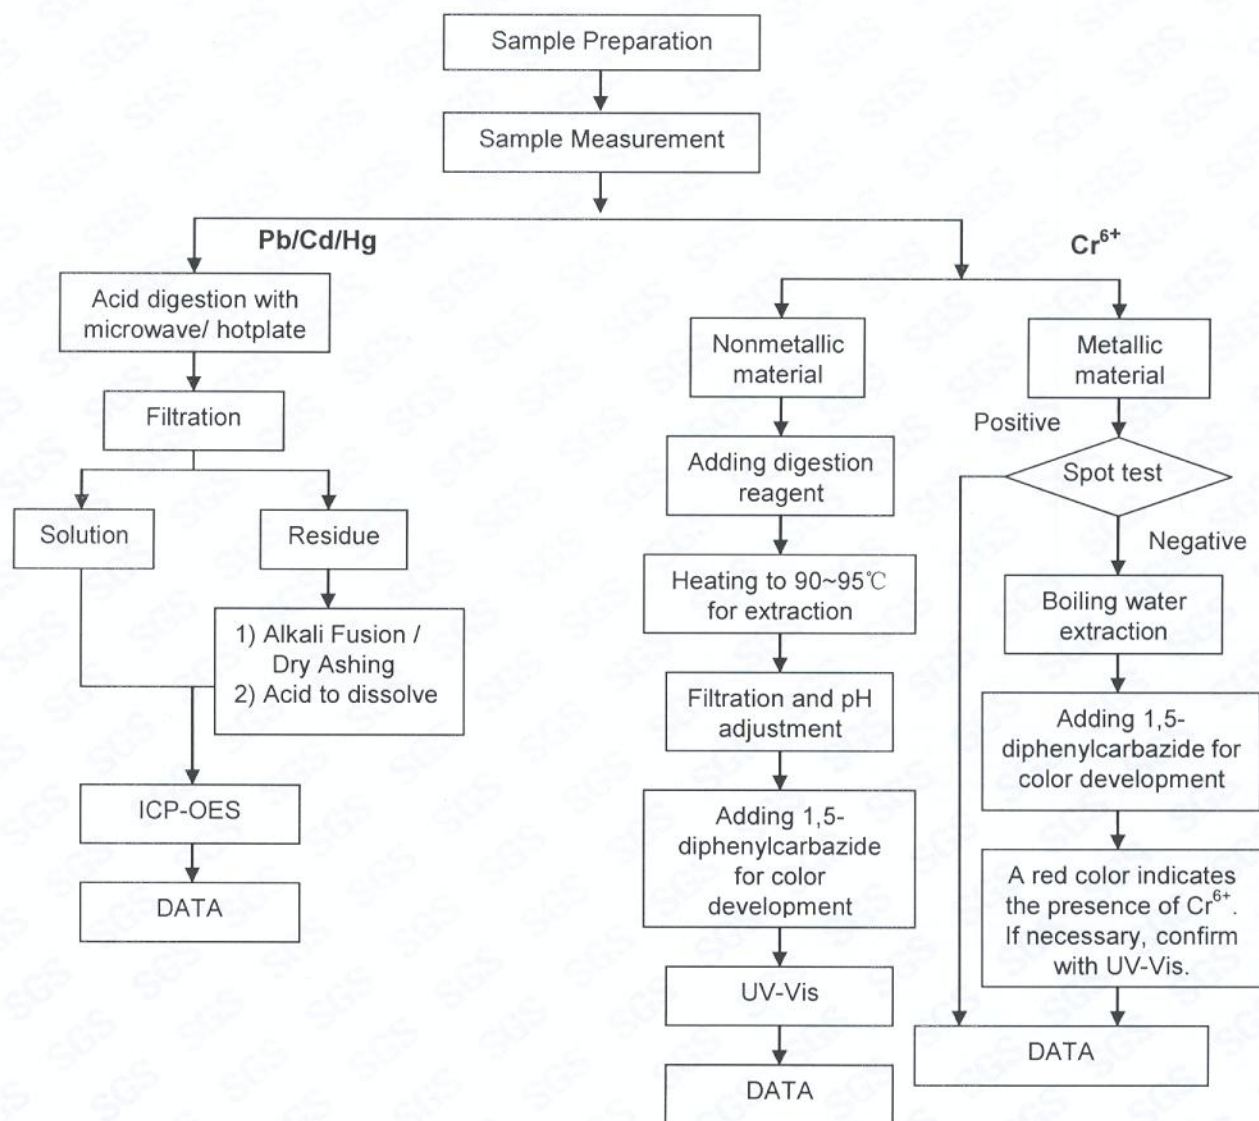 Sample Preparation
Sample Measurement
Pb/Cd/Hg
Acid digestion with
microwave/ hotplate
Filtration
Solution
Residue
1) Alkali Fusion /
Dry Ashing
2) Acid to dissolve
ICP-OES
DATA
Cr⁶⁺
Nonmetallic
material
Adding digestion
reagent
Heating to 90~95℃
for extraction
Filtration and pH
adjustment
Adding 1,5-
diphenylcarbazide
for color
development
UV-Vis
DATA
Metallic
material
Positive
Spot test
Negative
Boiling water
extraction
Adding 1,5-
diphenylcarbazide for
color development
A red color indicates
the presence of Cr⁶⁺.
If necessary, confirm
with UV-Vis.
DATA
SGS